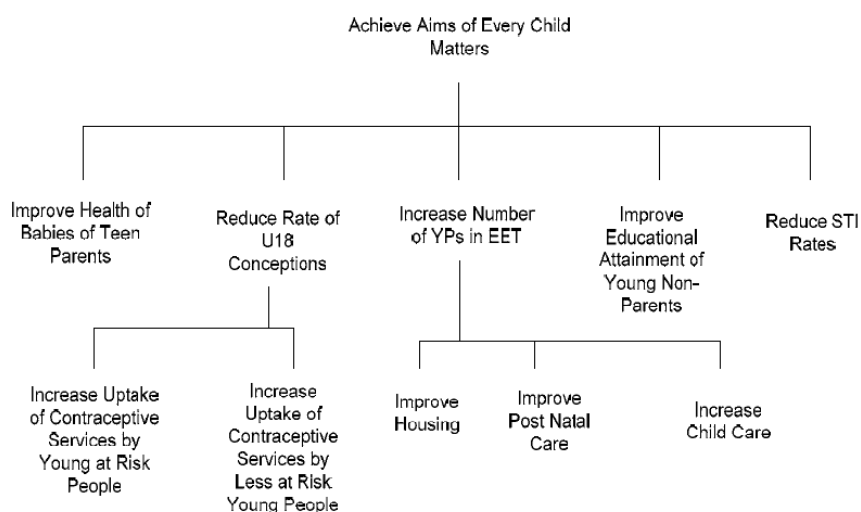 Achieve Aims of Every Child
Matters
Improve Health of
Babies of Teen
Parents
Reduce Rate of
U18
Conceptions
Increase Number
of YPs in EET
Improve
Educational
Attainment of
Young Non-
Parents
Reduce STI
Rates
Increase Uptake
of Contraceptive
Services by
Young at Risk
People
Increase
Uptake of
Contraceptive
Services by
Less at Risk
Young People
Improve
Housing
Improve
Post Natal
Care
Increase
Child Care